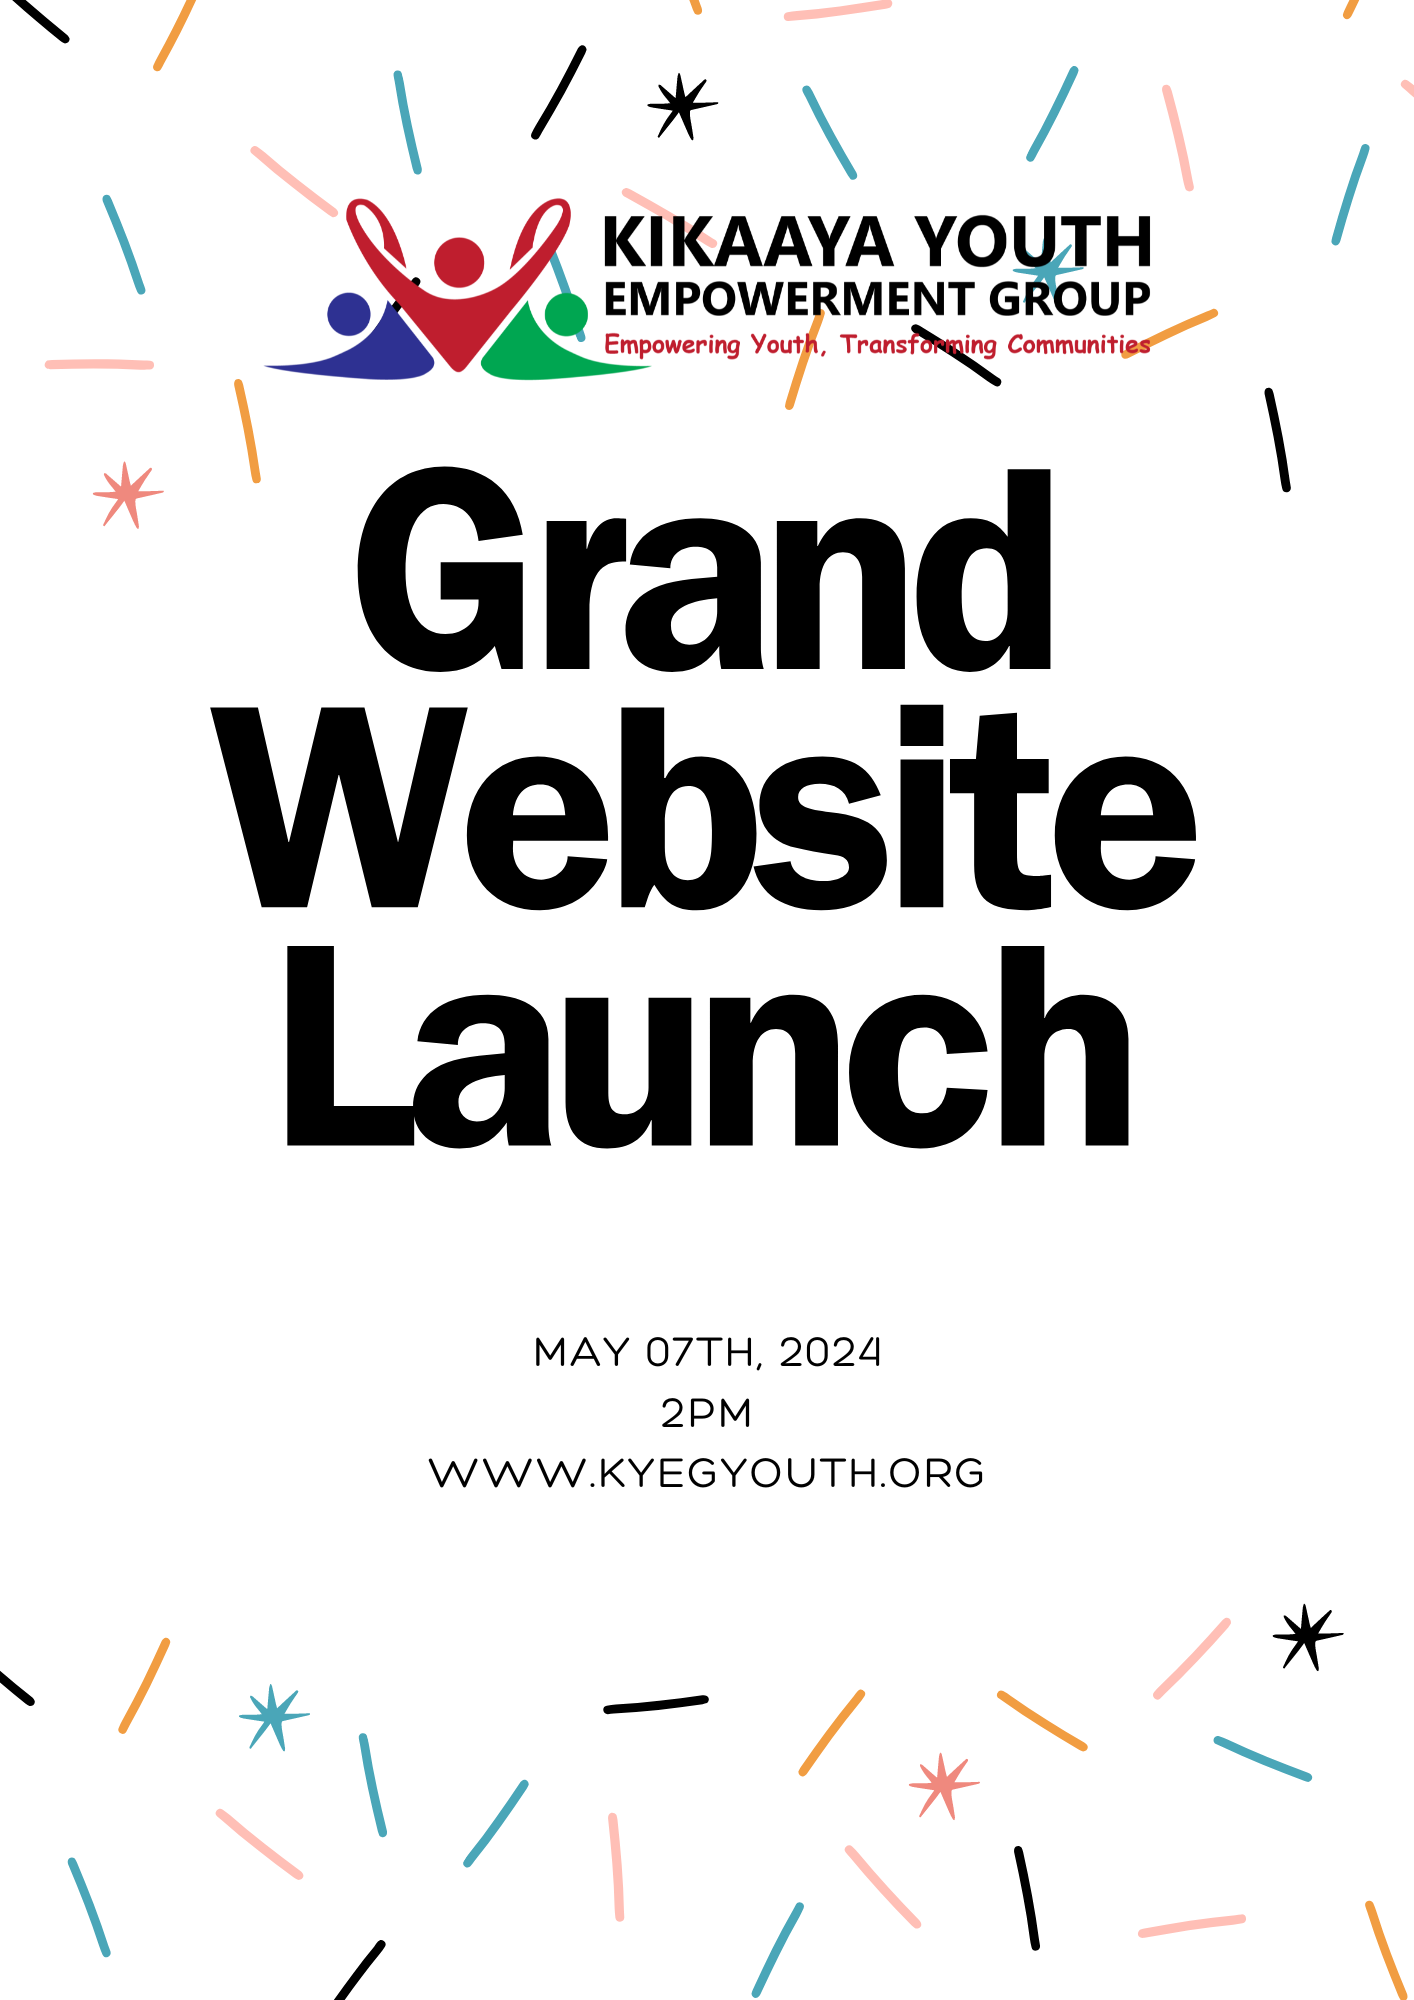 KIKAAYA YOUTH
EMPOWERMENT GROUP
Empowering Youth, Transforming Communities
Grand
Website
Launch
MAY 07TH, 2024
2PM
WWW.KYEGYOUTH.ORG